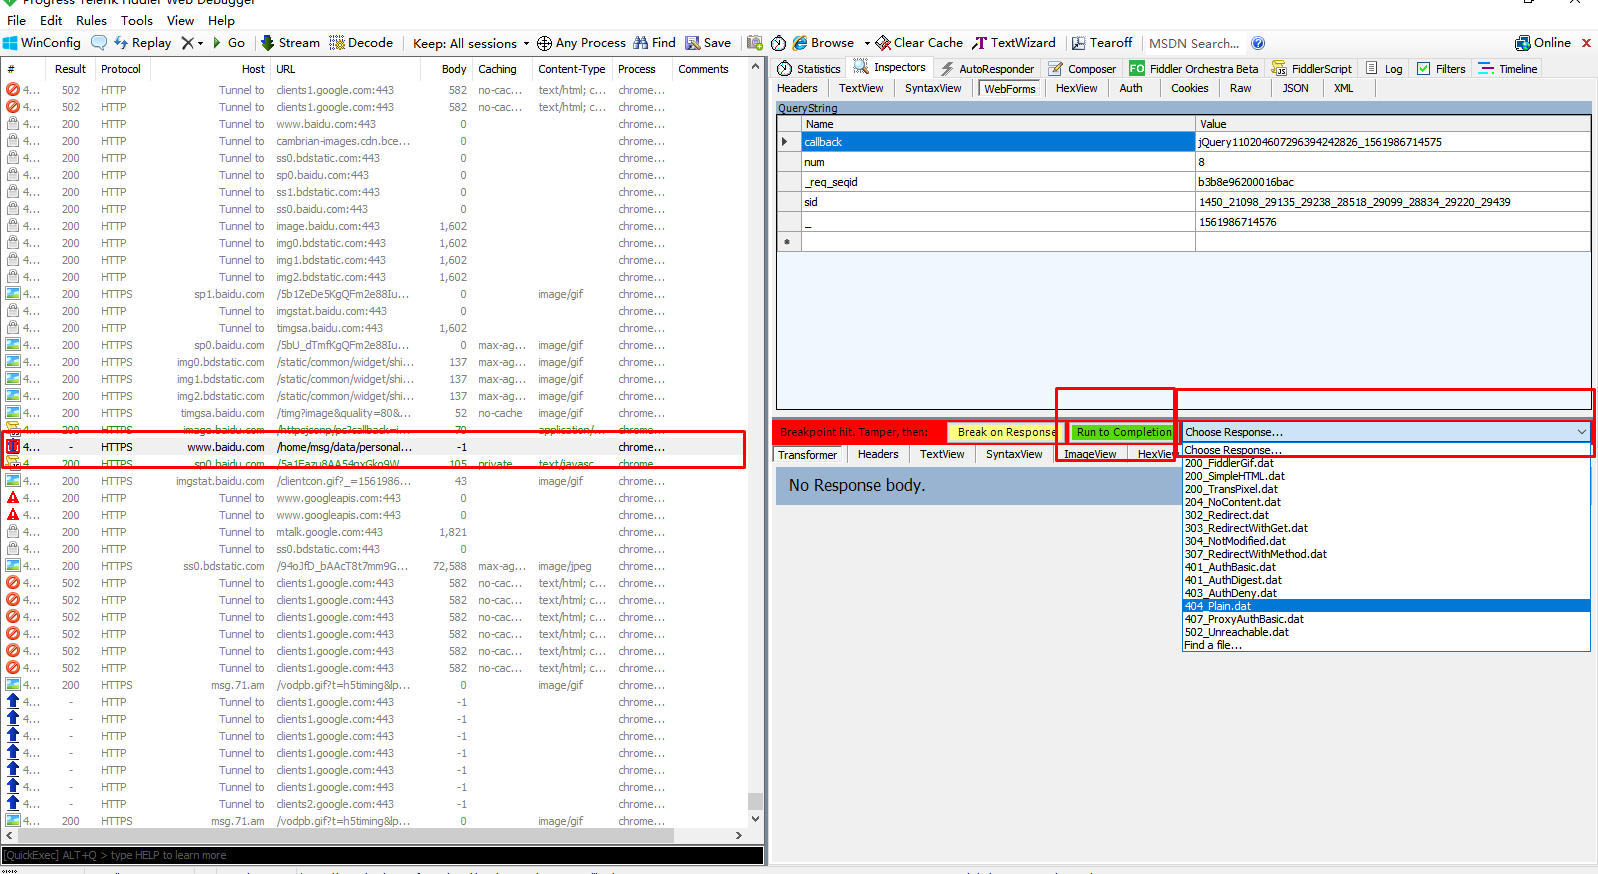 Progress Telerik Fiddler Web Debugger
File Edit Rules Tools View Help
WinConfig Replay Go Stream Decode Keep: All sessions Any Process Find Save Browse Clear Cache TextWizard Tearoff MSDN Search... Online
# Result Protocol Host URL Body Caching Content-Type Process Comments
4... 502 HTTP Tunnel to clients1.google.com:443 582 no-cac... text/html; c... chrome...
4... 502 HTTP Tunnel to clients1.google.com:443 582 no-cac... text/html; c... chrome...
4... 200 HTTP Tunnel to www.baidu.com:443 0 chrome...
4... 200 HTTP Tunnel to cambrian-images.cdn.bce... 0 chrome...
4... 200 HTTP Tunnel to ss0.bdstatic.com:443 0 chrome...
4... 200 HTTP Tunnel to sp0.baidu.com:443 0 chrome...
4... 200 HTTP Tunnel to ss1.bdstatic.com:443 0 chrome...
4... 200 HTTP Tunnel to ss0.baidu.com:443 0 chrome...
4... 200 HTTP Tunnel to image.baidu.com:443 1,602 chrome...
4... 200 HTTP Tunnel to img0.bdstatic.com:443 1,602 chrome...
4... 200 HTTP Tunnel to img1.bdstatic.com:443 1,602 chrome...
4... 200 HTTP Tunnel to img2.bdstatic.com:443 1,602 chrome...
4... 200 HTTPS sp1.baidu.com /5b1ZeDe5KgQFm2e88Iu... 0 image/gif chrome...
4... 200 HTTP Tunnel to imgstat.baidu.com:443 0 chrome...
4... 200 HTTP Tunnel to timgsa.baidu.com:443 1,602 chrome...
4... 200 HTTPS sp0.baidu.com /5bU_dTmfKgQFm2e88Iu... 0 max-ag... image/gif chrome...
4... 200 HTTPS img0.bdstatic.com /static/common/widget/shi... 137 max-ag... image/gif chrome...
4... 200 HTTPS img1.bdstatic.com /static/common/widget/shi... 137 max-ag... image/gif chrome...
4... 200 HTTPS img2.bdstatic.com /static/common/widget/shi... 137 max-ag... image/gif chrome...
4... 200 HTTPS timgsa.baidu.com /timg?image&quality=80&... 52 no-cache image/gif chrome...
4... 200 HTTPS image.baidu.com /httpsjsonp/pc?callback=j... 70 application/... chrome...
4... - HTTPS www.baidu.com /home/msg/data/personal... -1 chrome...
4... 200 HTTPS sp0.baidu.com 105 private text/javasc... chrome...
4... 200 HTTPS imgstat.baidu.com /clientcon.gif?_=1561986... 43 image/gif chrome...
4... - HTTP Tunnel to www.googleapis.com:443 -1 chrome...
4... - HTTP Tunnel to www.googleapis.com:443 -1 chrome...
4... 200 HTTP Tunnel to mtalk.google.com:443 1,821 chrome...
4... 200 HTTP Tunnel to ss0.bdstatic.com:443 0 chrome...
4... 200 HTTPS ss0.bdstatic.com /94oJfD_bAAcT8t7mm9G... 72,588 max-ag... image/jpeg chrome...
4... 502 HTTP Tunnel to clients1.google.com:443 582 no-cac... text/html; c... chrome...
4... 502 HTTP Tunnel to clients1.google.com:443 582 no-cac... text/html; c... chrome...
4... 502 HTTP Tunnel to clients1.google.com:443 582 no-cac... text/html; c... chrome...
4... 502 HTTP Tunnel to clients1.google.com:443 582 no-cac... text/html; c... chrome...
4... 502 HTTP Tunnel to clients1.google.com:443 582 no-cac... text/html; c... chrome...
4... 502 HTTP Tunnel to clients1.google.com:443 582 no-cac... text/html; c... chrome...
4... 200 HTTPS msg.71.am /vodpb.gif?t=h5timing&lp... 0 image/gif chrome...
4... - HTTP Tunnel to clients1.google.com:443 -1 chrome...
4... - HTTP Tunnel to clients1.google.com:443 -1 chrome...
4... - HTTP Tunnel to clients1.google.com:443 -1 chrome...
4... - HTTP Tunnel to clients1.google.com:443 -1 chrome...
4... - HTTP Tunnel to clients1.google.com:443 -1 chrome...
4... - HTTP Tunnel to clients1.google.com:443 -1 chrome...
4... - HTTP Tunnel to clients2.google.com:443 -1 chrome...
4... 200 HTTPS msg.71.am /vodpb.gif?t=h5timing&lp... 0 image/gif chrome...
[QuickExec] ALT+Q > type HELP to learn more
Statistics Inspectors AutoResponder Composer FO Fiddler Orchestra Beta FiddlerScript Log Filters Timeline
Headers TextView SyntaxView WebForms HexView Auth Cookies Raw JSON XML
QueryString
Name Value
callback jQuery110204607296394242826_1561986714575
num 8
_req_seqid b3b8e96200016bac
sid 1450_21098_29135_29238_28518_29099_28834_29220_29439
_ 1561986714576
*
Breakpoint hit. Tamper, then: Break on Response Run to Completion Choose Response...
Transformer Headers TextView SyntaxView ImageView HexView
No Response body.
Choose Response...
200_FiddlerGif.dat
200_SimpleHTML.dat
200_TransPixel.dat
204_NoContent.dat
302_Redirect.dat
303_RedirectWithGet.dat
304_NotModified.dat
307_RedirectWithMethod.dat
401_AuthBasic.dat
401_AuthDigest.dat
403_AuthDeny.dat
404_Plain.dat
407_ProxyAuthBasic.dat
502_Unreachable.dat
Find a file...